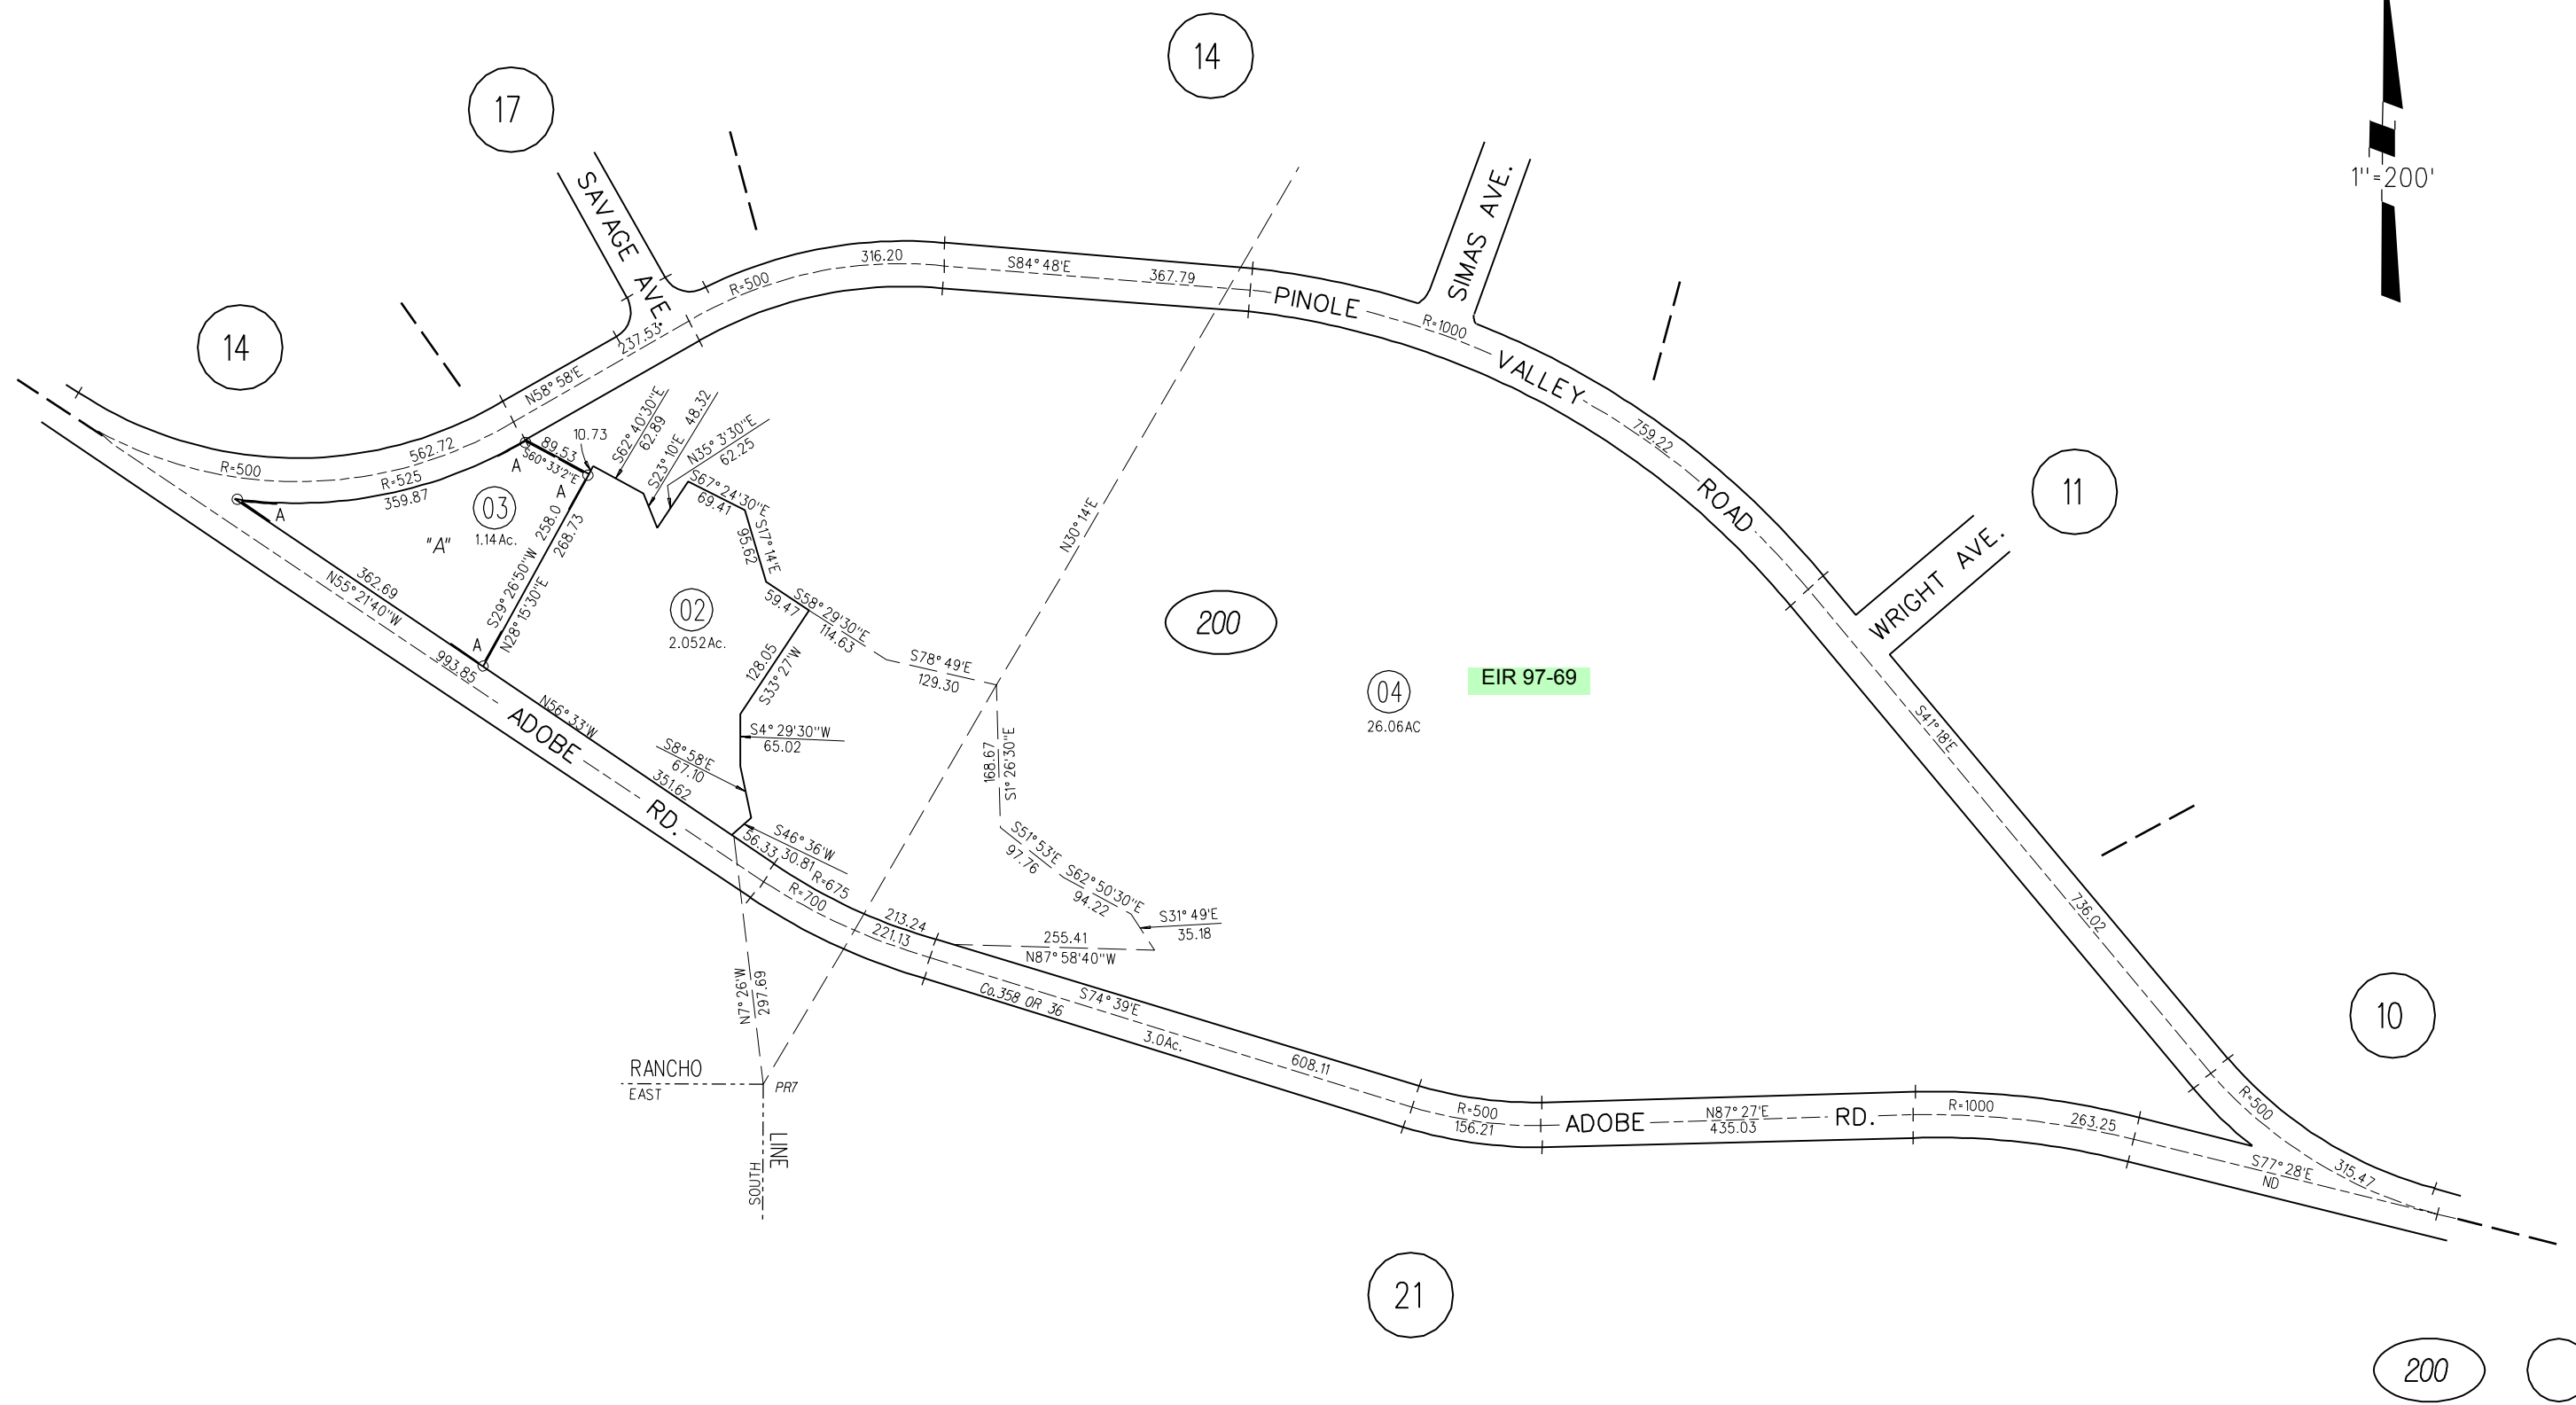 14
17
1"=200'
SAVAGE AVE.
SIMAS AVE.
14
R=500
316.20
S84°48'E
367.79
PINOLE
R=1000
VALLEY
237.53
N58°58'E
759.22
ROAD
11
WRIGHT AVE.
R=500
562.72
R=525
359.87
A
89.53
S60°33'2"E
A
10.73
S62°40'30"E
62.89
S23°10'E 48.32
N35°3'30"E
62.25
S67°24'30"E
69.41
S17°14'E
95.62
A
03
1.14Ac.
"A"
S29°26'50"W 258.0
N28°15'30"E 268.73
N30°14'E
362.69
N55°21'40"W
A
993.85
02
2.052Ac.
59.47
S58°29'30"E
114.63
S78°49'E
129.30
128.05
S33°27'W
200
04
26.06AC
EIR 97-69
S41°18'E
N56°33'W
ADOBE
RD.
S4°29'30"W
65.02
S8°58'E
67.10
351.62
168.67
S1°26'30"E
S46°36'W
56.33
30.81
R=675
R=700
213.24
221.13
S51°53'E
97.76
S62°50'30"E
94.22
S31°49'E
35.18
255.41
N87°58'40"W
736.02
10
N7°26'W
297.69
Co.358 OR 36
S74°39'E
3.0Ac.
608.11
RANCHO
EAST
PR7
LINE
SOUTH
R=500
156.21
ADOBE
N87°27'E
435.03
RD.
R=1000
263.25
R=500
315.47
S77°28'E
ND
21
200